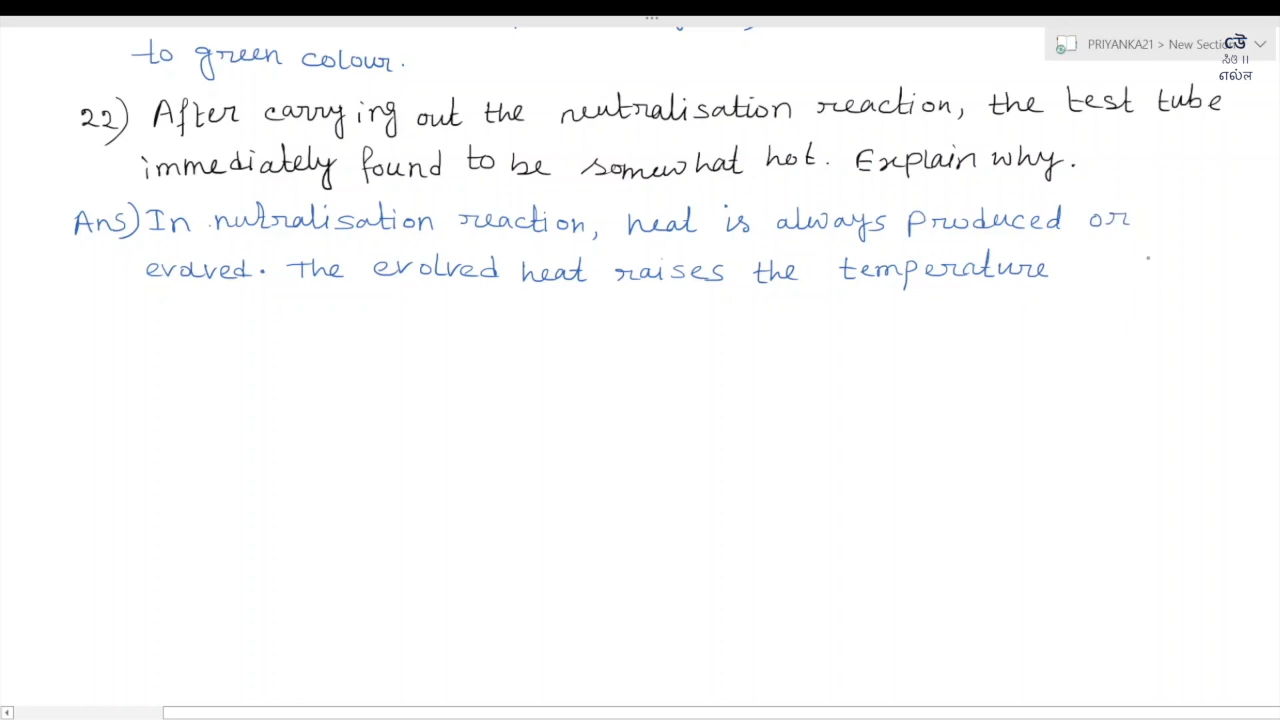 to green colour.
PRIYANKA21 > New Section
22) After carrying out the neutralisation reaction, the test tube
immediately found to be somewhat hot. Explain why.
Ans) In nutralisation reaction, heat is always produced or
evolved. The evolved heat raises the temperature